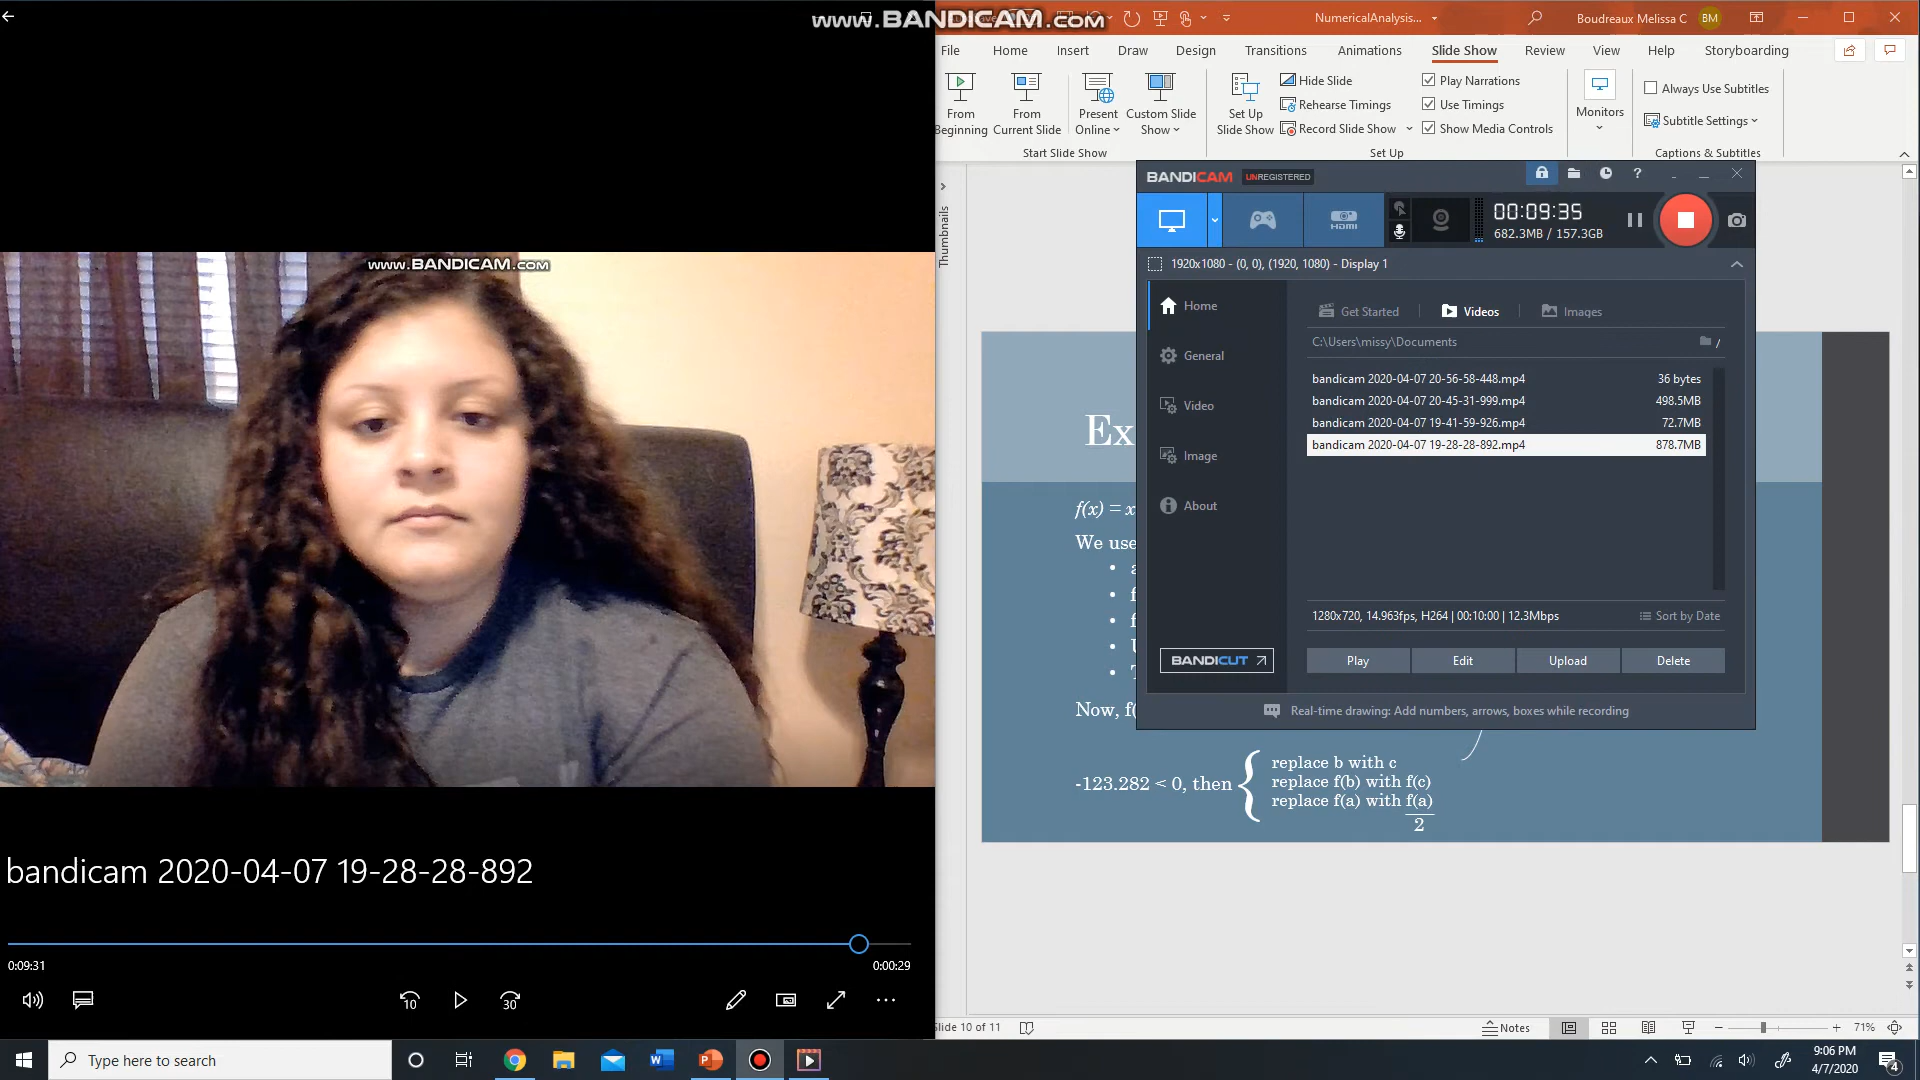 www.BANDICAM.com
NumericalAnalysis...
Boudreaux Melissa C
BM
File Home Insert Draw Design Transitions Animations Slide Show Review View Help Storyboarding
From Beginning
From Current Slide
Present Online
Custom Slide Show
Set Up Slide Show
Hide Slide
Rehearse Timings
Record Slide Show
Play Narrations
Use Timings
Show Media Controls
Monitors
Always Use Subtitles
Subtitle Settings
Start Slide Show
Set Up
Captions & Subtitles
Thumbnails
BANDICAM UNREGISTERED
?
HDMI
00:09:35
682.3MB / 157.3GB
1920x1080 - (0, 0), (1920, 1080) - Display 1
Home
General
Video
Image
About
BANDICUT
Get Started Videos Images
C:\Users\missy\Documents
/
bandicam 2020-04-07 20-56-58-448.mp4 36 bytes
bandicam 2020-04-07 20-45-31-999.mp4 498.5MB
bandicam 2020-04-07 19-41-59-926.mp4 72.7MB
bandicam 2020-04-07 19-28-28-892.mp4 878.7MB
1280x720, 14.963fps, H264 | 00:10:00 | 12.3Mbps
Sort by Date
Play Edit Upload Delete
Real-time drawing: Add numbers, arrows, boxes while recording
Ex
f(x) = x
We use
Now, f(
-123.282 < 0, then
replace b with c
replace f(b) with f(c)
replace f(a) with f(a)
2
www.BANDICAM.com
bandicam 2020-04-07 19-28-28-892
0:09:31
0:00:29
10
30
Slide 10 of 11
Notes
71%
Type here to search
9:06 PM
4/7/2020
4